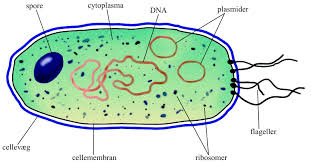 spore
cytoplasma
DNA
plasmider
flageller
cellevæg
cellemembran
ribosomer